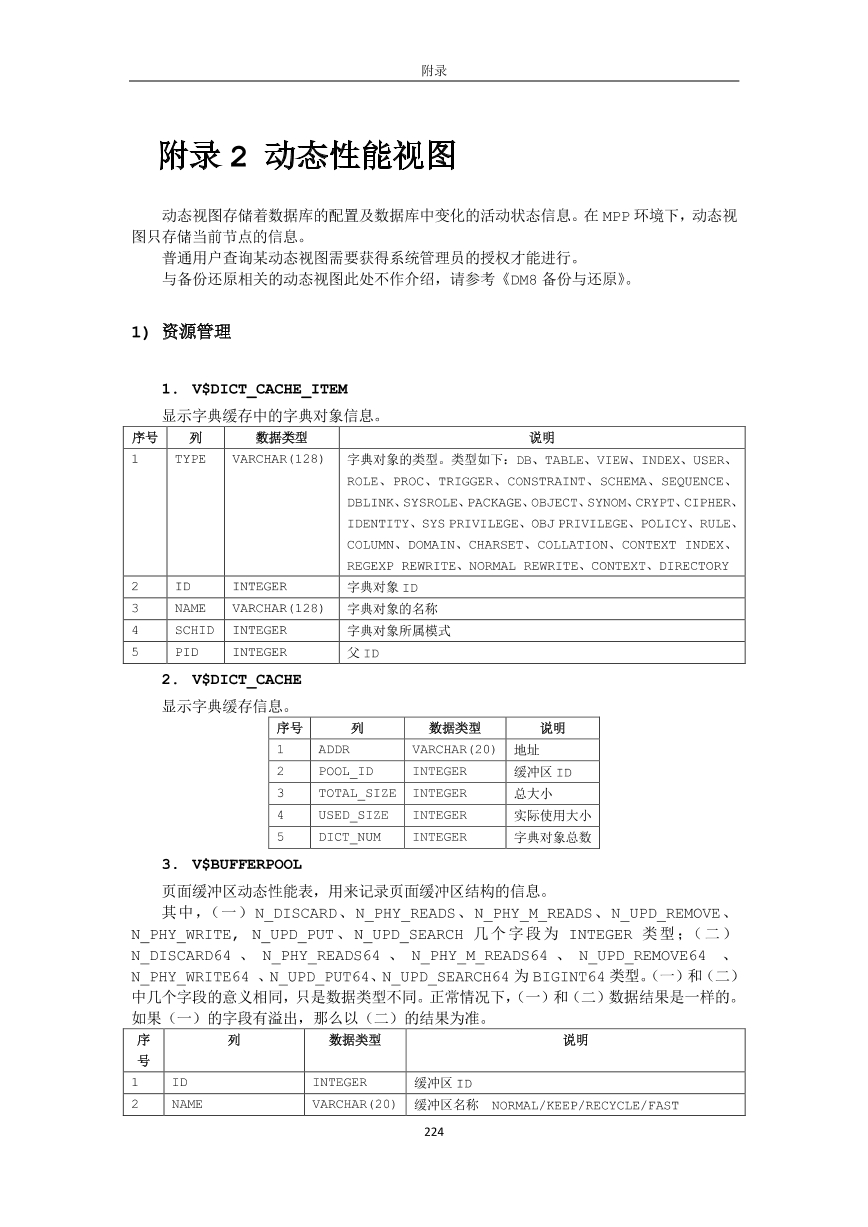 附录
附录 2 动态性能视图
动态视图存储着数据库的配置及数据库中变化的活动状态信息。在 MPP 环境下，动态视
图只存储当前节点的信息。
普通用户查询某动态视图需要获得系统管理员的授权才能进行。
与备份还原相关的动态视图此处不作介绍，请参考《DM8 备份与还原》。
1) 资源管理
1. V$DICT_CACHE_ITEM
显示字典缓存中的字典对象信息。
序号 列 数据类型 说明
1 TYPE VARCHAR(128) 字典对象的类型。类型如下：DB、TABLE、VIEW、INDEX、USER、
ROLE、PROC、TRIGGER、CONSTRAINT、SCHEMA、SEQUENCE、
DBLINK、SYSROLE、PACKAGE、OBJECT、SYNOM、CRYPT、CIPHER、
IDENTITY、SYS PRIVILEGE、OBJ PRIVILEGE、POLICY、RULE、
COLUMN、DOMAIN、CHARSET、COLLATION、CONTEXT INDEX、
REGEXP REWRITE、NORMAL REWRITE、CONTEXT、DIRECTORY
2 ID INTEGER 字典对象 ID
3 NAME VARCHAR(128) 字典对象的名称
4 SCHID INTEGER 字典对象所属模式
5 PID INTEGER 父 ID
2. V$DICT_CACHE
显示字典缓存信息。
序号 列 数据类型 说明
1 ADDR VARCHAR(20) 地址
2 POOL_ID INTEGER 缓冲区 ID
3 TOTAL_SIZE INTEGER 总大小
4 USED_SIZE INTEGER 实际使用大小
5 DICT_NUM INTEGER 字典对象总数
3. V$BUFFERPOOL
页面缓冲区动态性能表，用来记录页面缓冲区结构的信息。
其中，（一）N_DISCARD、N_PHY_READS、N_PHY_M_READS、N_UPD_REMOVE、
N_PHY_WRITE, N_UPD_PUT、N_UPD_SEARCH 几个字段为 INTEGER 类型；（二）
N_DISCARD64 、 N_PHY_READS64 、 N_PHY_M_READS64 、 N_UPD_REMOVE64 、
N_PHY_WRITE64 、N_UPD_PUT64、N_UPD_SEARCH64 为 BIGINT64 类型。（一）和（二）
中几个字段的意义相同，只是数据类型不同。正常情况下，（一）和（二）数据结果是一样的。
如果（一）的字段有溢出，那么以（二）的结果为准。
序号 列 数据类型 说明
1 ID INTEGER 缓冲区 ID
2 NAME VARCHAR(20) 缓冲区名称 NORMAL/KEEP/RECYCLE/FAST
224